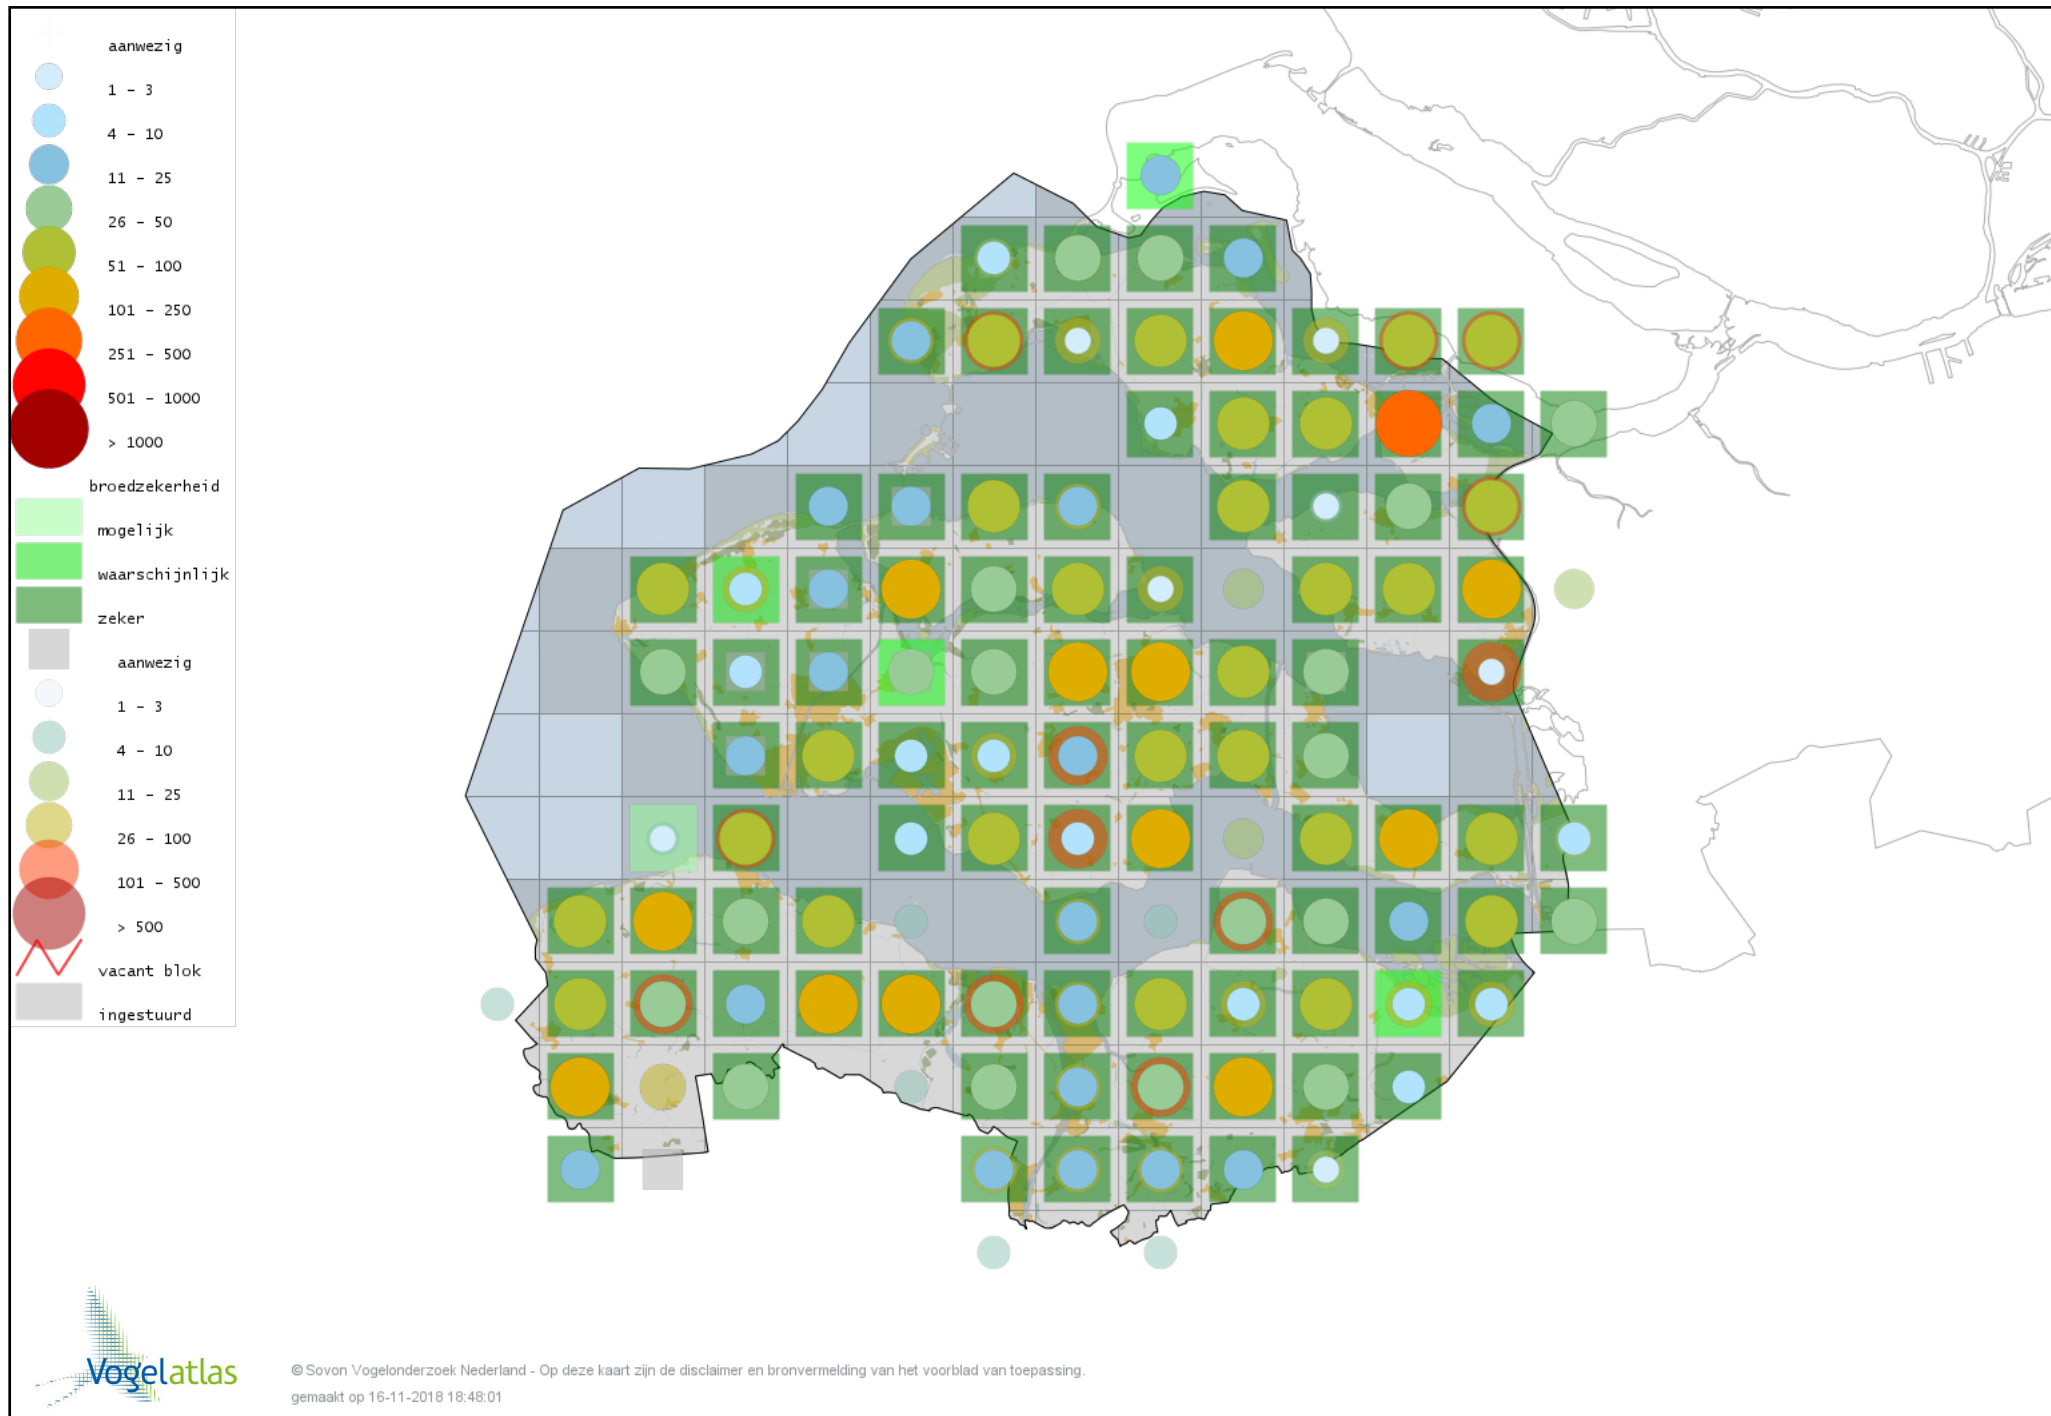 aanwezig
1 - 3
4 - 10
11 - 25
26 - 50
51 - 100
101 - 250
251 - 500
501 - 1000
> 1000
broedzekerheid
mogelijk
waarschijnlijk
zeker
aanwezig
1 - 3
4 - 10
11 - 25
26 - 100
101 - 500
> 500
vacant blok
ingestuurd
Vogelatlas
© Sovon Vogelonderzoek Nederland - Op deze kaart zijn de disclaimer en bronvermelding van het voorblad van toepassing.
gemaakt op 16-11-2018 18:48:01